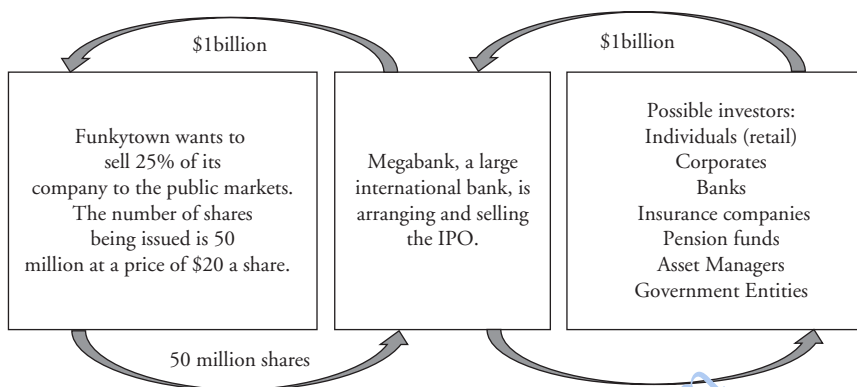 $1billion
$1billion
Funkytown wants to
sell 25% of its
company to the public markets.
The number of shares
being issued is 50
million at a price of $20 a share.
Megabank, a large
international bank, is
arranging and selling
the IPO.
Possible investors:
Individuals (retail)
Corporates
Banks
Insurance companies
Pension funds
Asset Managers
Government Entities
50 million shares